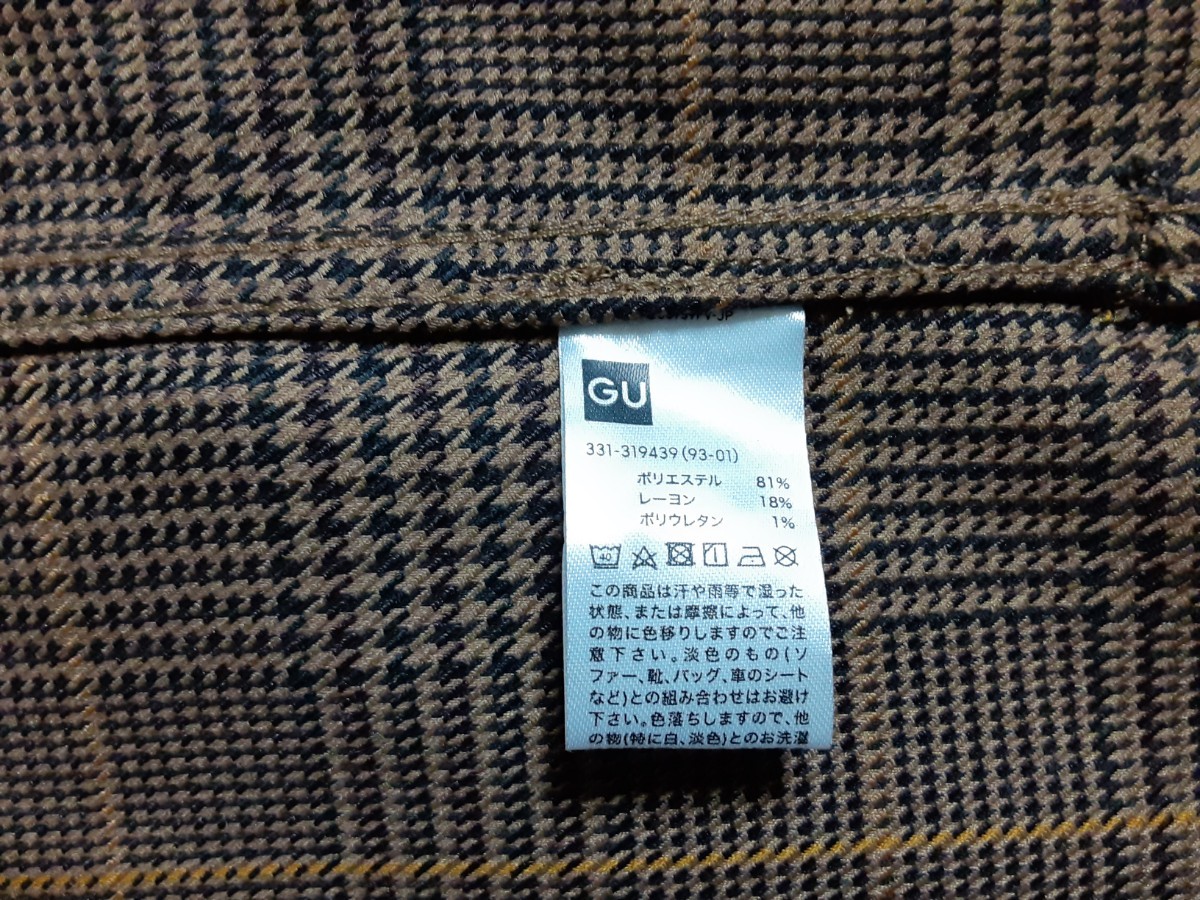 GU
331-319439(93-01)
ポリエステル 81%
レーヨン 18%
ポリウレタン 1%
40
この商品は汗や雨等で湿った
状態、または摩擦によって、他
の物に色移りしますのでご注
意下さい。淡色のもの(ソ
ファー、靴、バッグ、車のシート
など)との組み合わせはお避け
下さい。色落ちしますので、他
の物(特に白、淡色)とのお洗濯